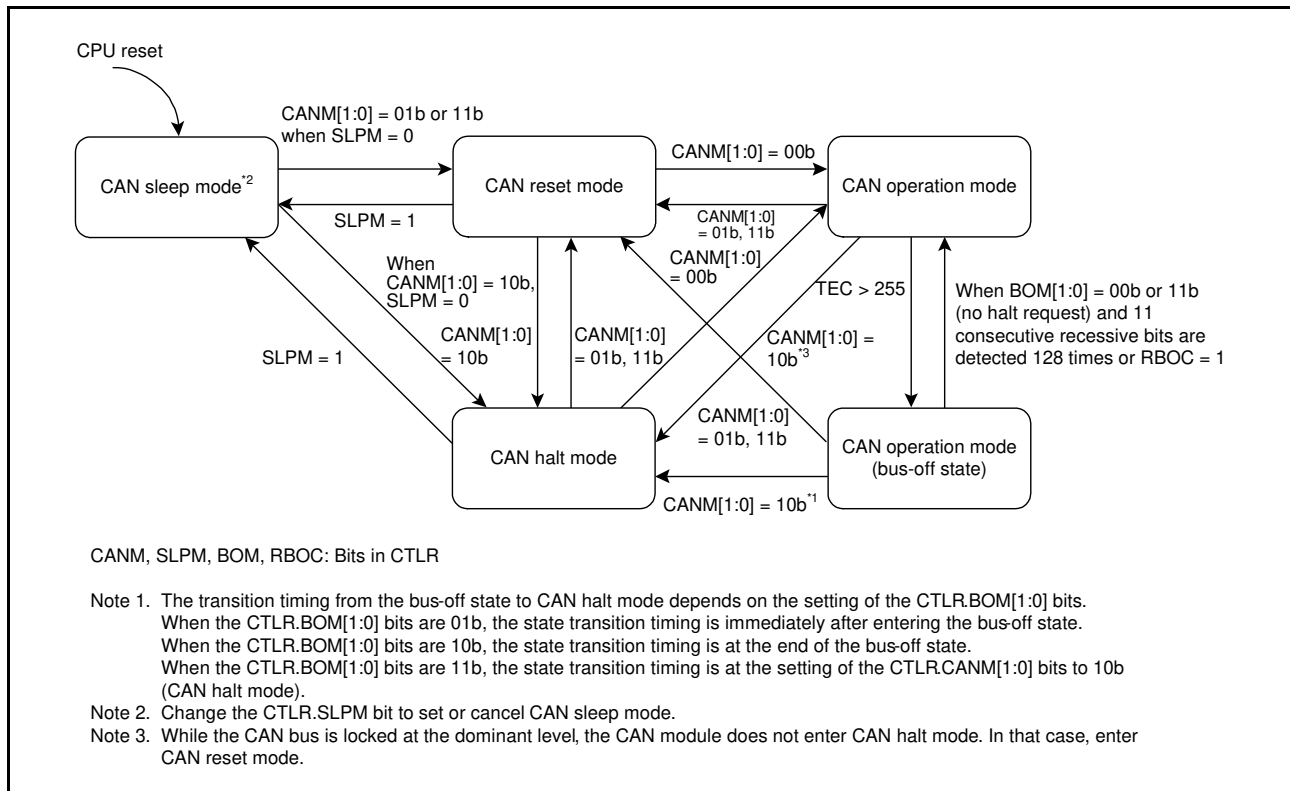 CPU reset
CANM[1:0] = 01b or 11b
when SLPM = 0
CAN sleep mode*2
CAN reset mode
CANM[1:0] = 00b
CAN operation mode
SLPM = 1
CANM[1:0]
= 01b, 11b
CANM[1:0]
= 00b
When
CANM[1:0] = 10b,
SLPM = 0
TEC > 255
When BOM[1:0] = 00b or 11b
(no halt request) and 11
consecutive recessive bits are
detected 128 times or RBOC = 1
SLPM = 1
CANM[1:0]
= 10b
CANM[1:0]
= 01b, 11b
CANM[1:0] =
10b*3
CANM[1:0]
= 01b, 11b
CAN halt mode
CAN operation mode
(bus-off state)
CANM[1:0] = 10b*1
CANM, SLPM, BOM, RBOC: Bits in CTLR
Note 1. The transition timing from the bus-off state to CAN halt mode depends on the setting of the CTLR.BOM[1:0] bits.
When the CTLR.BOM[1:0] bits are 01b, the state transition timing is immediately after entering the bus-off state.
When the CTLR.BOM[1:0] bits are 10b, the state transition timing is at the end of the bus-off state.
When the CTLR.BOM[1:0] bits are 11b, the state transition timing is at the setting of the CTLR.CANM[1:0] bits to 10b
(CAN halt mode).
Note 2. Change the CTLR.SLPM bit to set or cancel CAN sleep mode.
Note 3. While the CAN bus is locked at the dominant level, the CAN module does not enter CAN halt mode. In that case, enter
CAN reset mode.